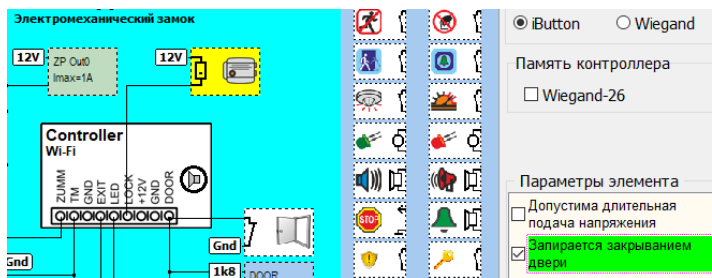 Электромеханический замок
12V
ZP Out0
Imax=1A
12V
Controller
Wi-Fi
ZUMM
TM
GND
EXIT
LED
LOCK
+12V
GND
DOOR
Gnd
Gnd
1k8
DOOR
STOP
iButton
Wiegand
Память контроллера
Wiegand-26
Параметры элемента
Допустима длительная
подача напряжения
Запирается закрыванием
двери